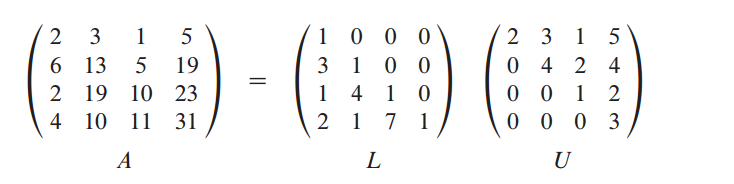 2 3 1 5   1 0 0 0   2 3 1 5
6 13 5 19   3 1 0 0   0 4 2 4
=
2 19 10 23   1 4 1 0   0 0 1 2
4 10 11 31   2 1 7 1   0 0 0 3
A   L   U